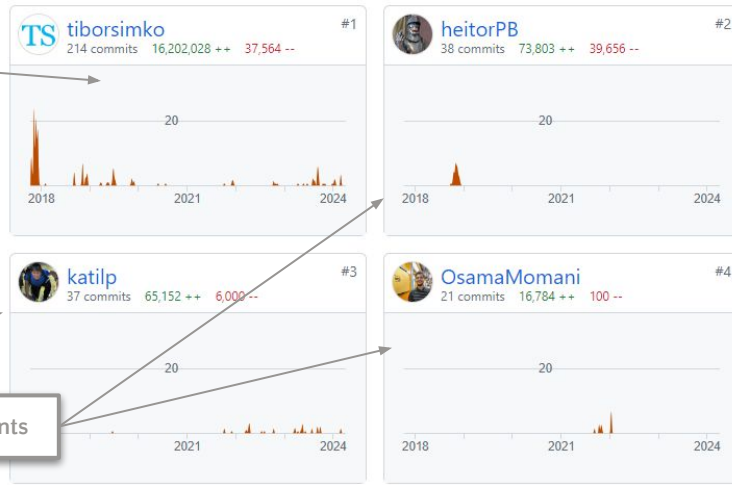 TS
tiborsimko
#1
214 commits 16,202,028 ++ 37,564 --
20
2018 2021 2024
heitorPB
#2
38 commits 73,803 ++ 39,656 --
20
2018 2021 2024
katilp
#3
37 commits 65,152 ++ 6,000 --
20
2021 2024
OsamaMomani
#4
21 commits 16,784 ++ 100 --
20
2018 2021 2024
nts